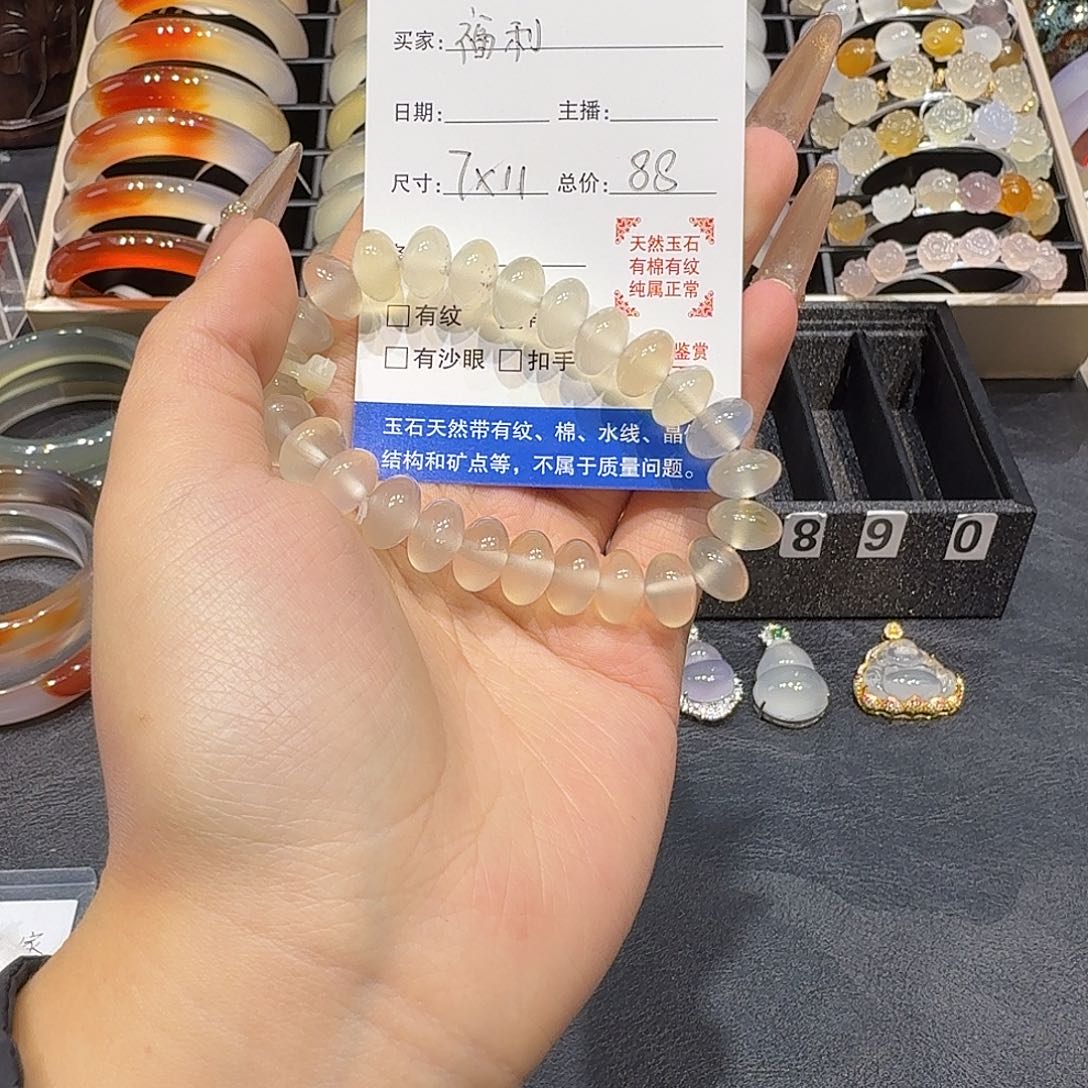 买家：福利
日期： 主播：
尺寸：7×11 总价：88
天然玉石
有棉有纹
纯属正常
有纹
有沙眼 扣手
鉴赏
玉石天然带有纹、棉、水线、晶
结构和矿点等，不属于质量问题。
8 9 0
家